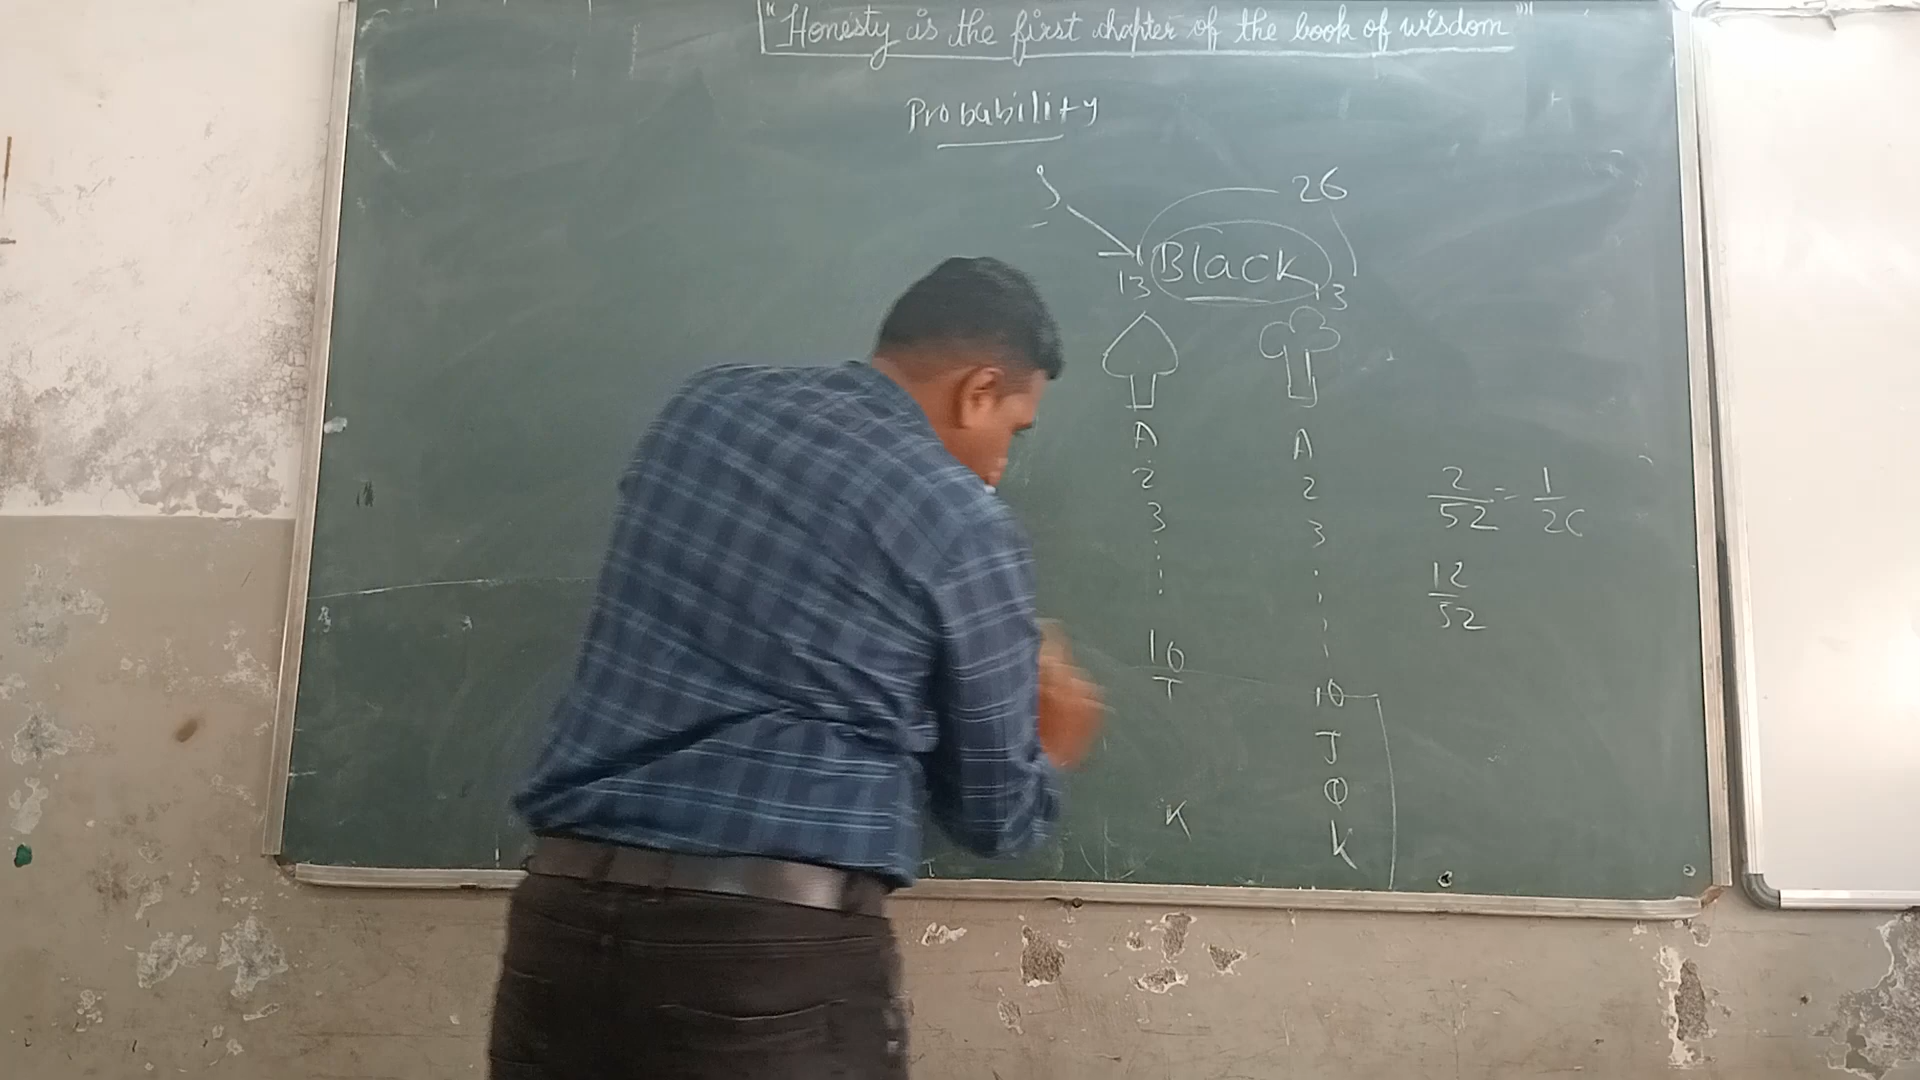 "Honesty is the first chapter of the book of wisdom"
Probability
26
Black
13 13
A A
2 2
3 3
10 10
J
Q
K K
2/52 = 1/26
12/52